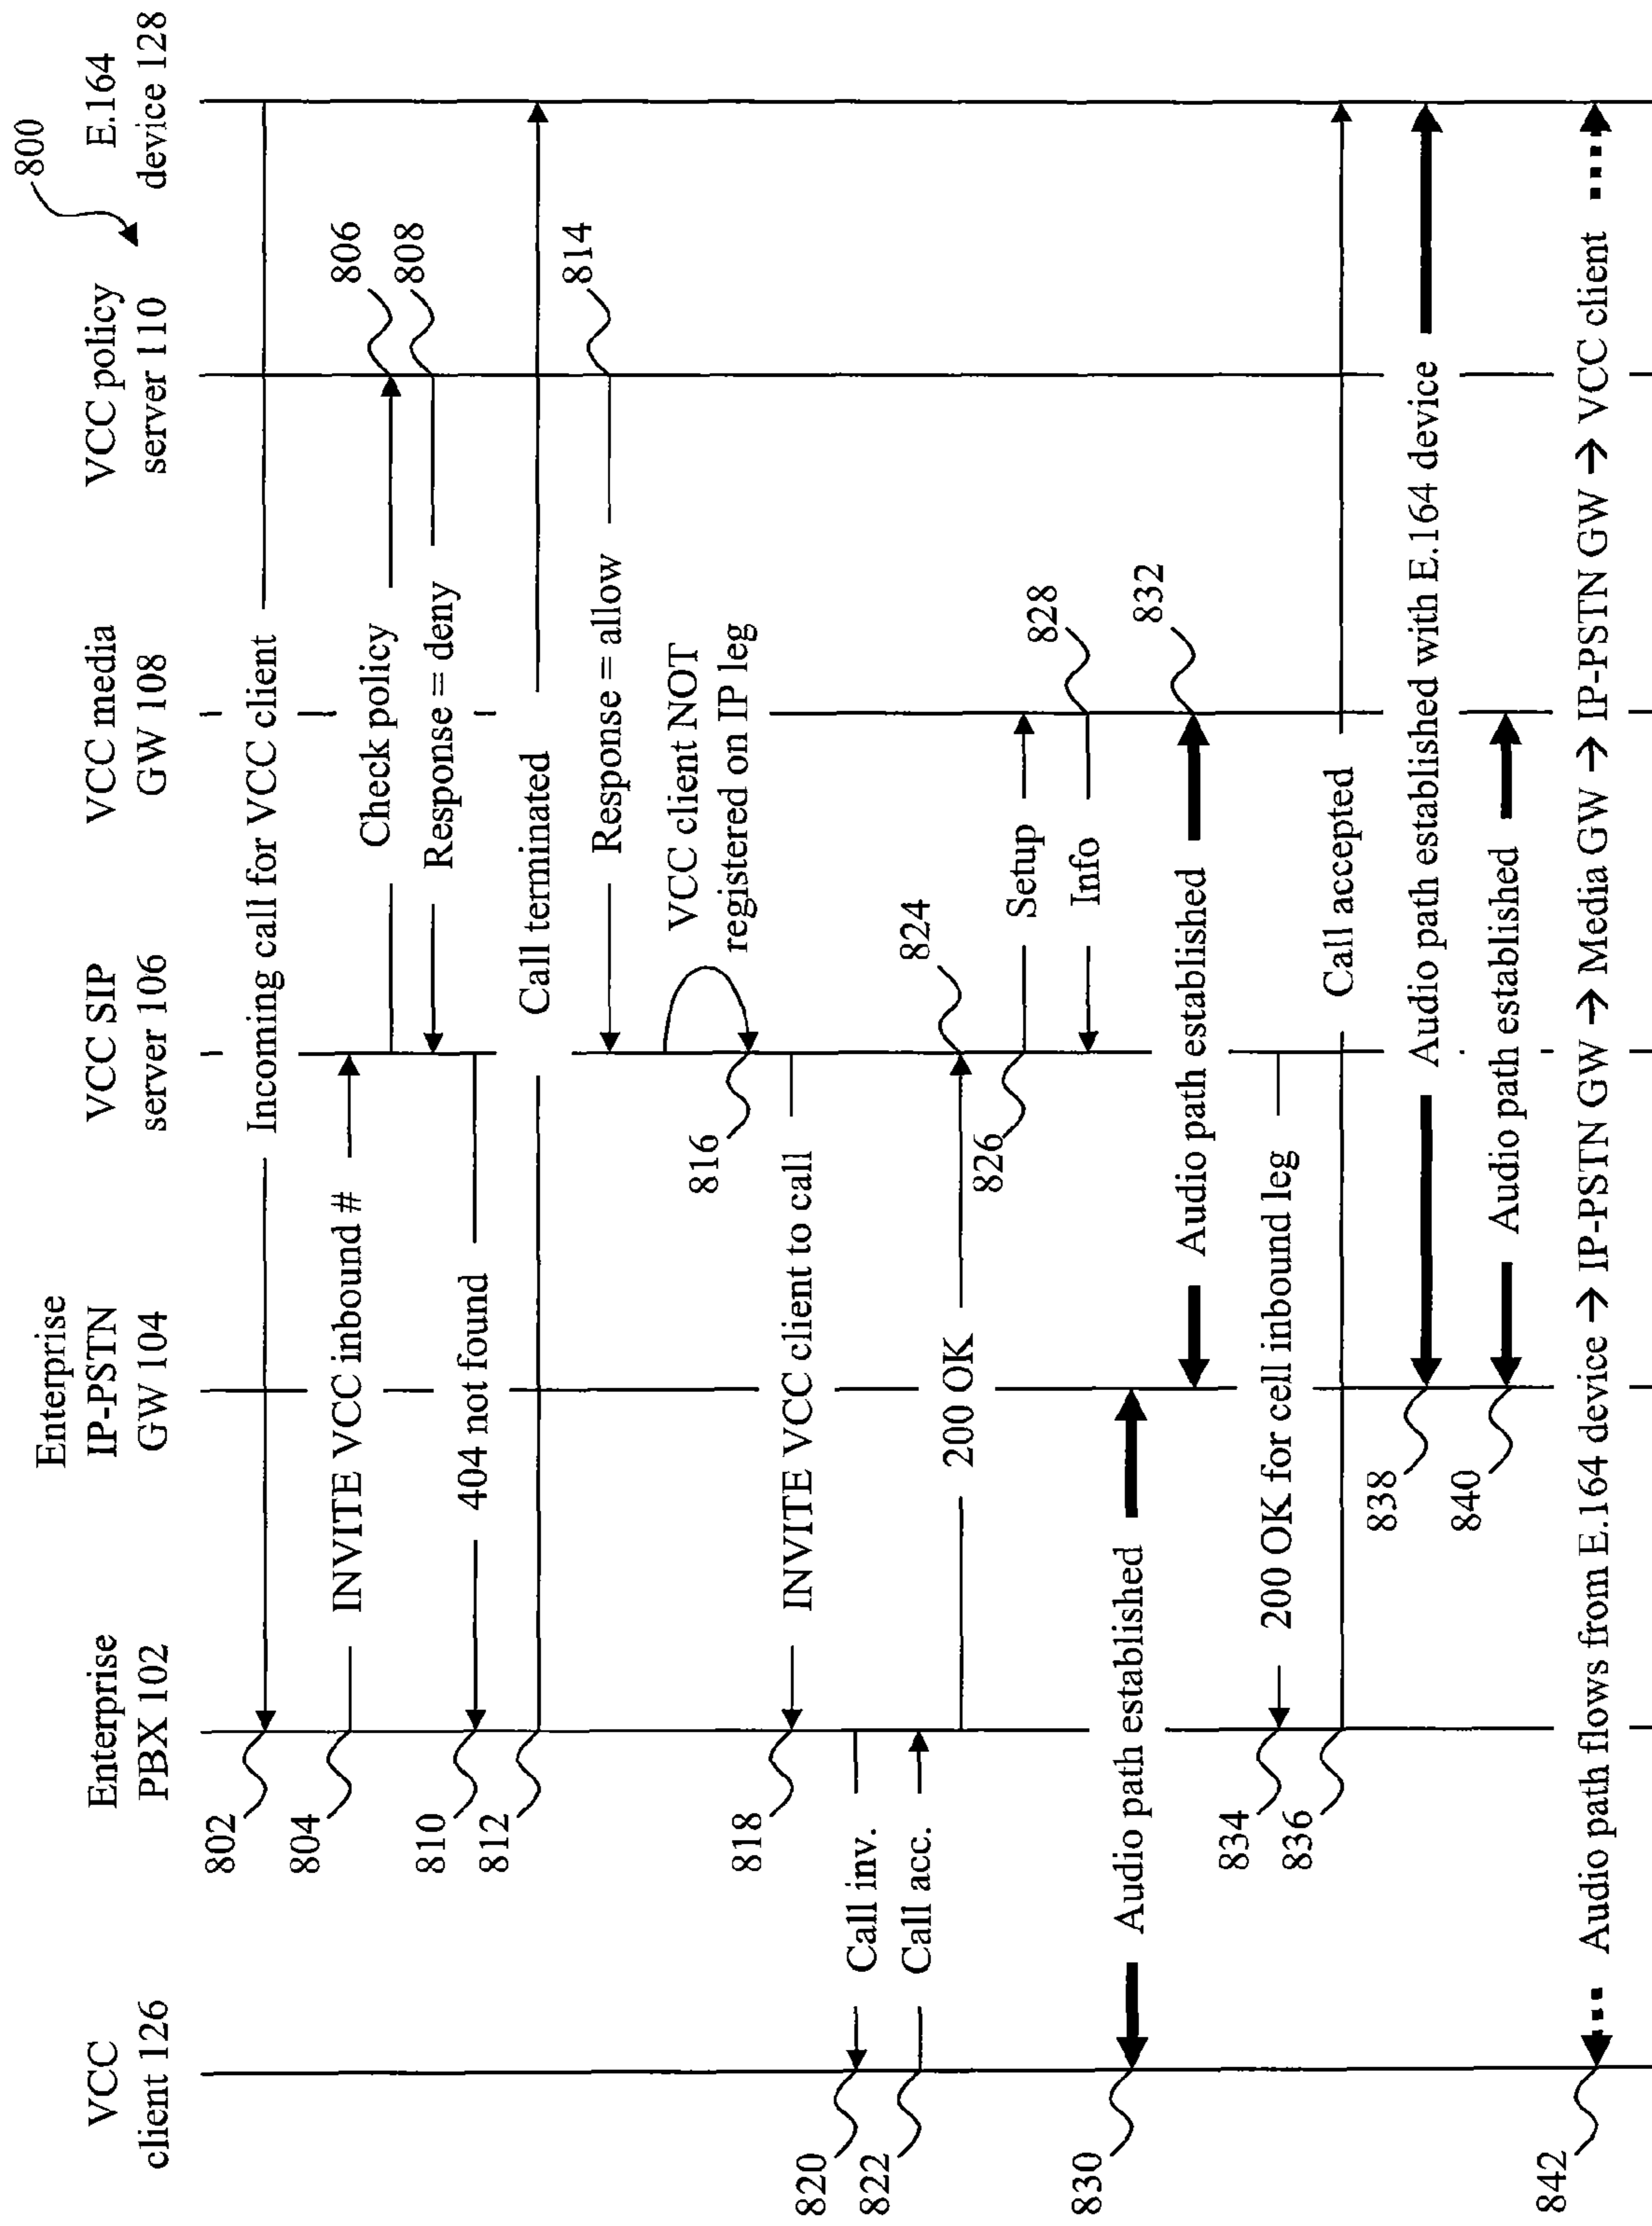 800
VCC
client 126
Enterprise
PBX 102
Enterprise
IP-PSTN
GW 104
VCC SIP
server 106
VCC media
GW 108
VCC policy
server 110
E.164
device 128
802
Incoming call for VCC client
804
INVITE VCC inbound #
Check policy
806
Response = deny
808
810
404 not found
812
Call terminated
Response = allow
814
VCC client NOT
registered on IP leg
816
818
INVITE VCC client to call
820
Call inv.
822
Call acc.
200 OK
824
826
Setup
Info
828
830
Audio path established
Audio path established
832
834
200 OK for cell inbound leg
836
Call accepted
838
Audio path established with E.164 device
840
Audio path established
842
Audio path flows from E.164 device → IP-PSTN GW → Media GW → IP-PSTN GW → VCC client